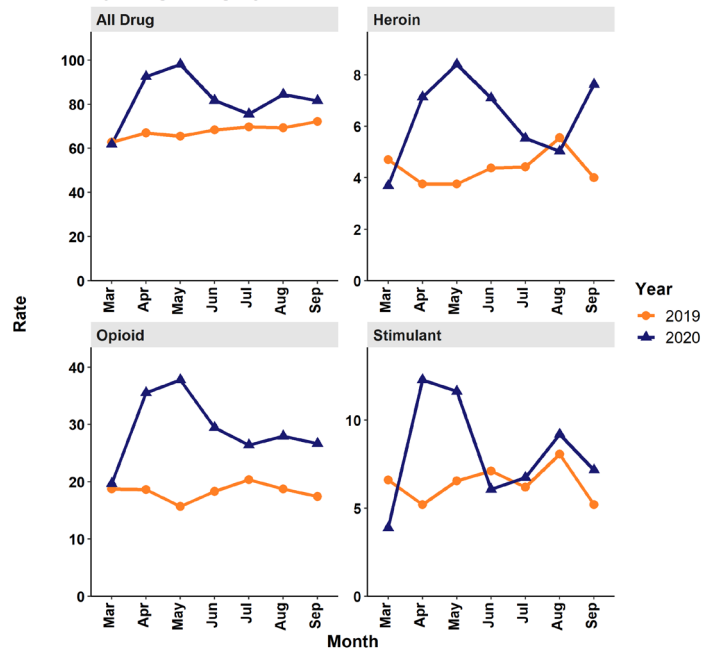 All Drug
Heroin
100
80
60
40
20
0
8
6
4
2
0
Mar
Apr
May
Jun
Jul
Aug
Sep
Mar
Apr
May
Jun
Jul
Aug
Sep
Opioid
Stimulant
40
30
20
10
0
10
5
0
Mar
Apr
May
Jun
Jul
Aug
Sep
Mar
Apr
May
Jun
Jul
Aug
Sep
Rate
Month
Year
2019
2020